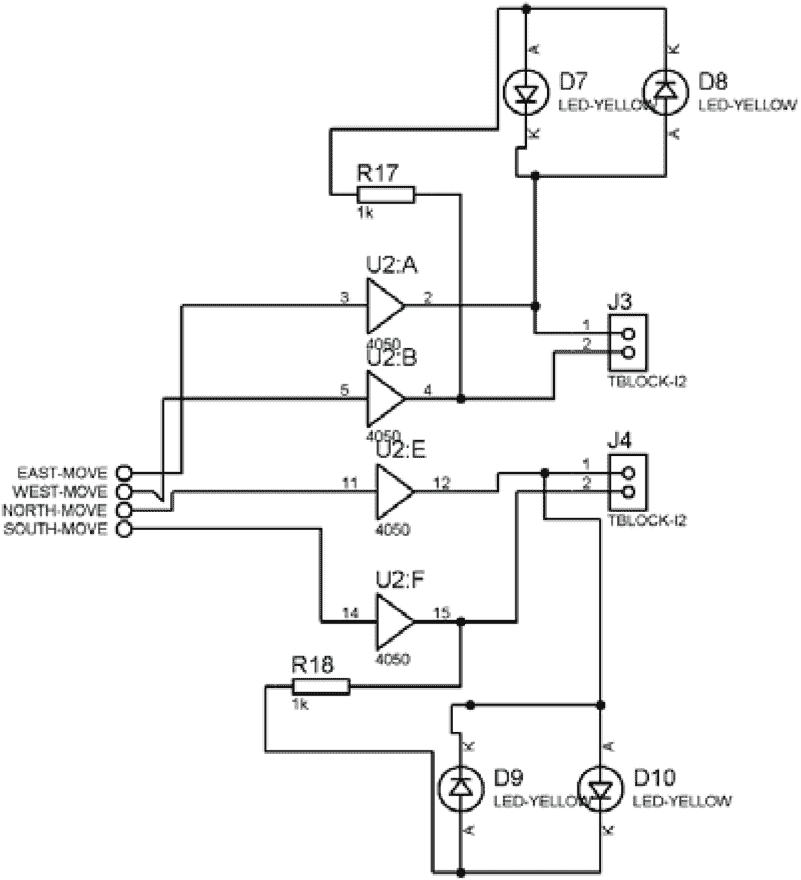 A
K
D7
LED-YELLOW
D8
LED-YELLOW
K
A
R17
1k
U2:A
3
2
4050
J3
1
2
TBLOCK-I2
U2:B
5
4
4050
U2:E
11
12
4050
J4
1
2
TBLOCK-I2
EAST-MOVE
WEST-MOVE
NORTH-MOVE
SOUTH-MOVE
U2:F
14
15
4050
R18
1k
K
A
D9
LED-YELLOW
D10
LED-YELLOW
A
K